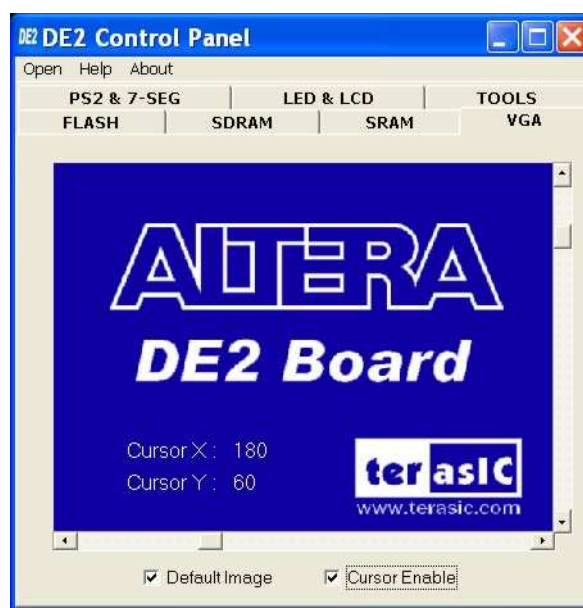 DE2 DE2 Control Panel
Open Help About
PS2 & 7-SEG LED & LCD TOOLS
FLASH SDRAM SRAM VGA
ALTERA
DE2 Board
Cursor X : 180
Cursor Y : 60
terasIC
www.terasic.com
Default Image Cursor Enable